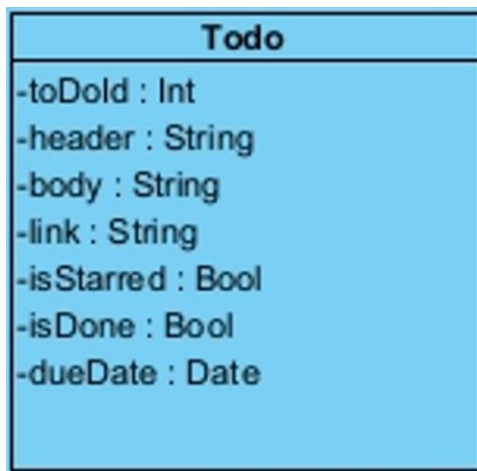 Todo
-toDoId : Int
-header : String
-body : String
-link : String
-isStarred : Bool
-isDone : Bool
-dueDate : Date